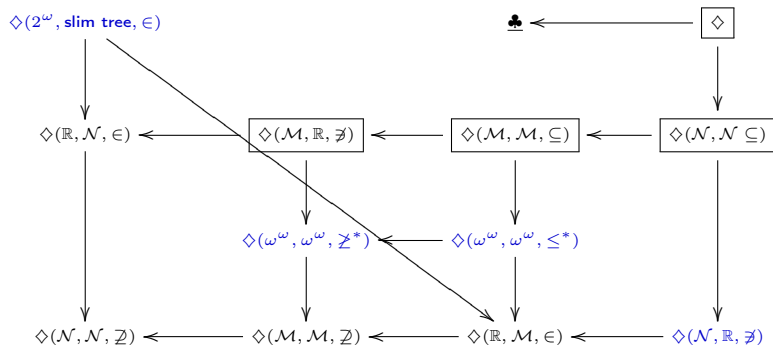 ♢(2^ω, slim tree, ∈) ♣ ♢
♢(ℝ, 𝒩, ∈) ♢(ℳ, ℝ, ∌) ♢(ℳ, ℳ, ⊆) ♢(𝒩, 𝒩 ⊆)
♢(ω^ω, ω^ω, ≱*) ♢(ω^ω, ω^ω, ≤*)
♢(𝒩, 𝒩, ⊉) ♢(ℳ, ℳ, ⊉) ♢(ℝ, ℳ, ∈) ♢(𝒩, ℝ, ∌)